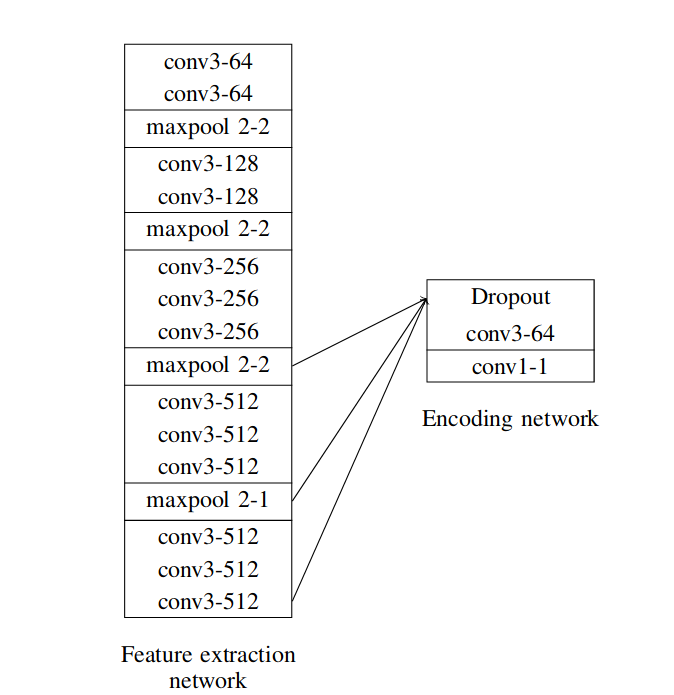 conv3-64
conv3-64
maxpool 2-2
conv3-128
conv3-128
maxpool 2-2
conv3-256
conv3-256
conv3-256
maxpool 2-2
conv3-512
conv3-512
conv3-512
maxpool 2-1
conv3-512
conv3-512
conv3-512
Feature extraction
network
Dropout
conv3-64
conv1-1
Encoding network